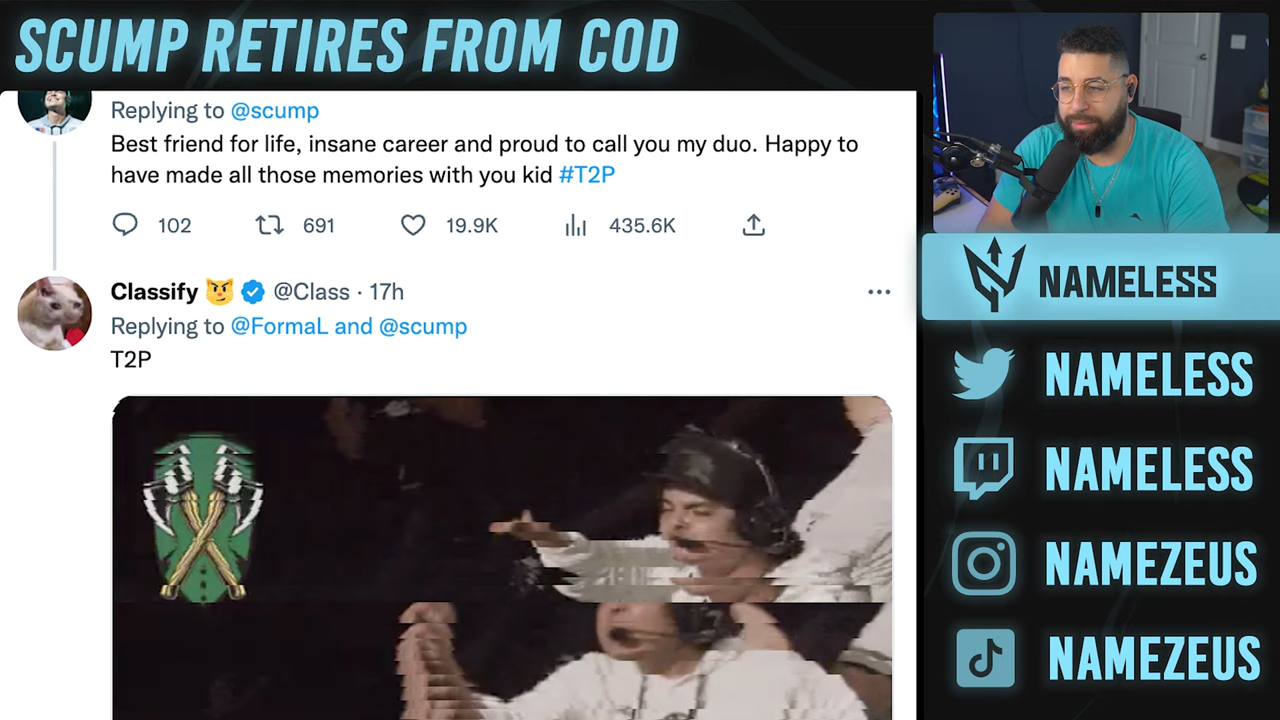 SCUMP RETIRES FROM COD
Replying to @scump
Best friend for life, insane career and proud to call you my duo. Happy to
have made all those memories with you kid #T2P
102 691 19.9K 435.6K
Classify 😼 @Class · 17h
Replying to @FormaL and @scump
T2P
NAMELESS
NAMELESS
NAMELESS
NAMEZEUS
NAMEZEUS